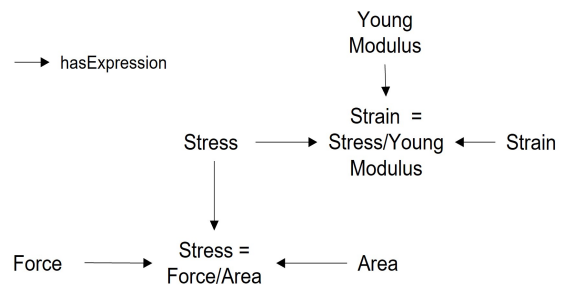 Young
Modulus
hasExpression
Strain =
Stress/Young
Modulus
Stress
Strain
Stress =
Force/Area
Force
Area